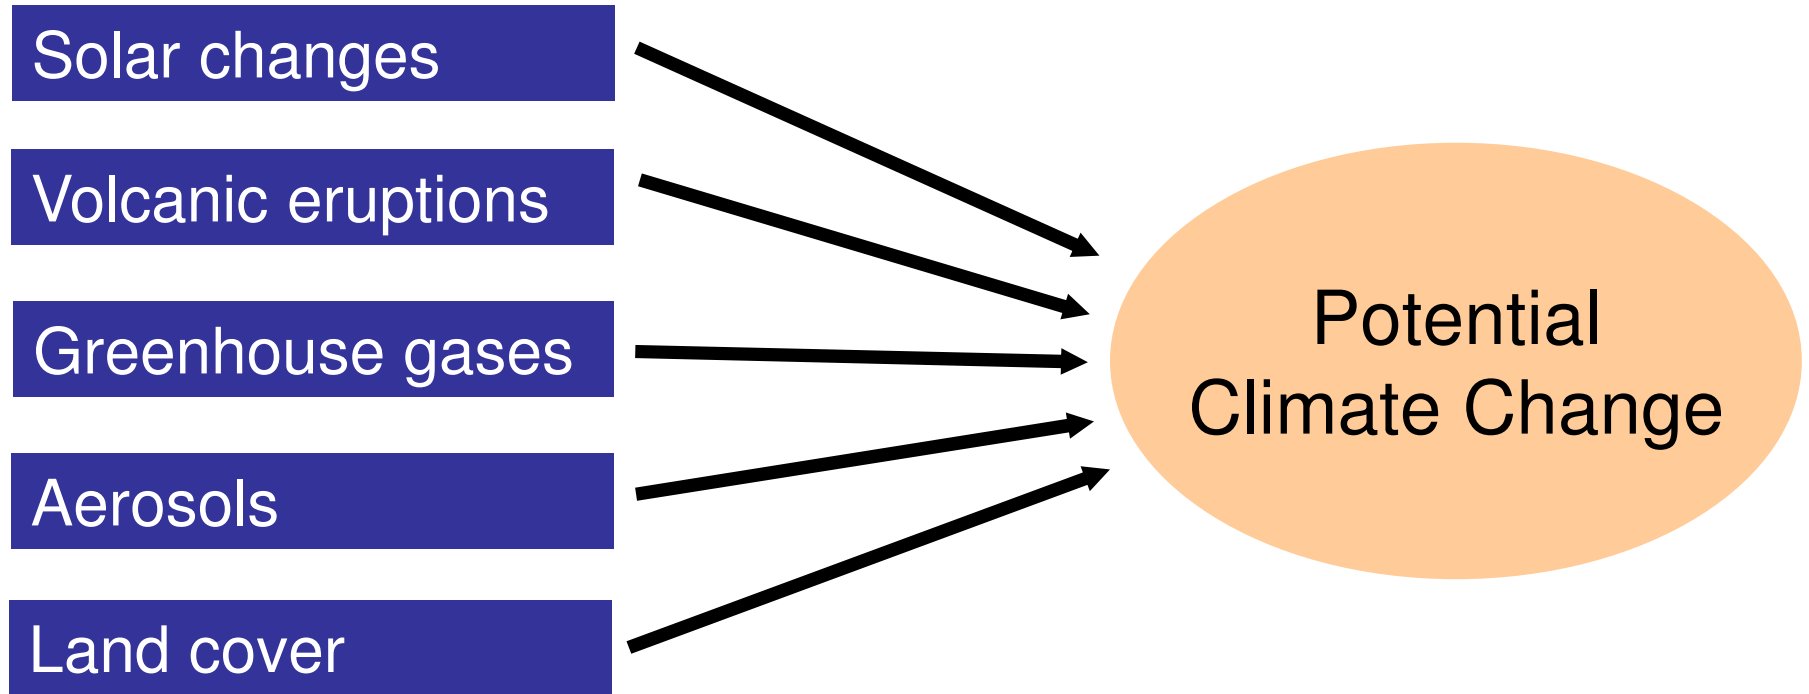 Solar changes
Volcanic eruptions
Greenhouse gases
Aerosols
Land cover
Potential
Climate Change